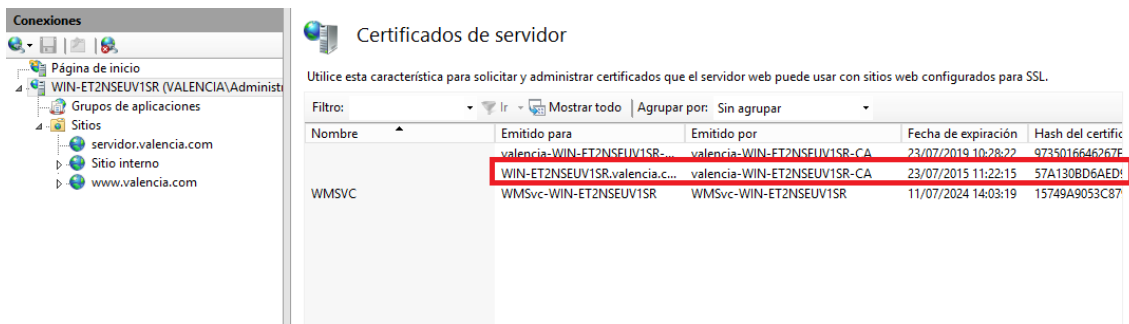 Conexiones
Página de inicio
WIN-ET2NSEUV1SR (VALENCIA\Administ
Grupos de aplicaciones
Sitios
servidor.valencia.com
Sitio interno
www.valencia.com
Certificados de servidor
Utilice esta característica para solicitar y administrar certificados que el servidor web puede usar con sitios web configurados para SSL.
Filtro: Ir Mostrar todo Agrupar por: Sin agrupar
Nombre Emitido para Emitido por Fecha de expiración Hash del certific
valencia-WIN-ET2NSEUV1SR-... valencia-WIN-ET2NSEUV1SR-CA 23/07/2019 10:28:22 9735016646267F
WIN-ET2NSEUV1SR.valencia.c... valencia-WIN-ET2NSEUV1SR-CA 23/07/2015 11:22:15 57A130BD6AED9
WMSVC WMSvc-WIN-ET2NSEUV1SR WMSvc-WIN-ET2NSEUV1SR 11/07/2024 14:03:19 15749A9053C87